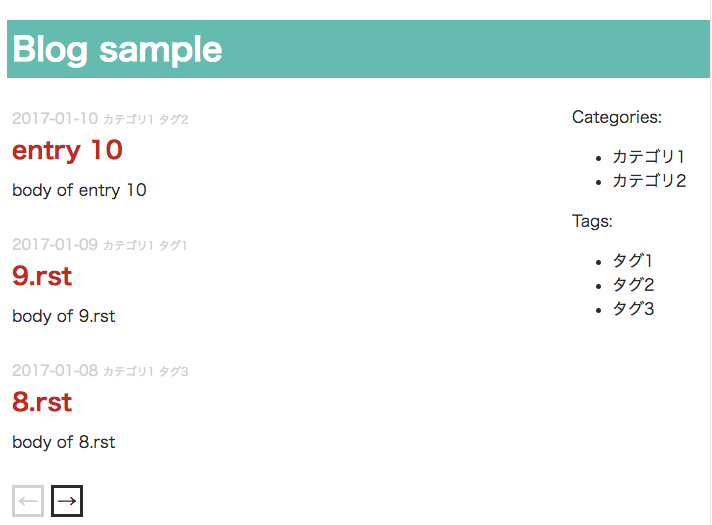 Blog sample
2017-01-10 カテゴリ1 タグ2
entry 10
body of entry 10
2017-01-09 カテゴリ1 タグ1
9.rst
body of 9.rst
2017-01-08 カテゴリ1 タグ3
8.rst
body of 8.rst
← →
Categories:
• カテゴリ1
• カテゴリ2
Tags:
• タグ1
• タグ2
• タグ3